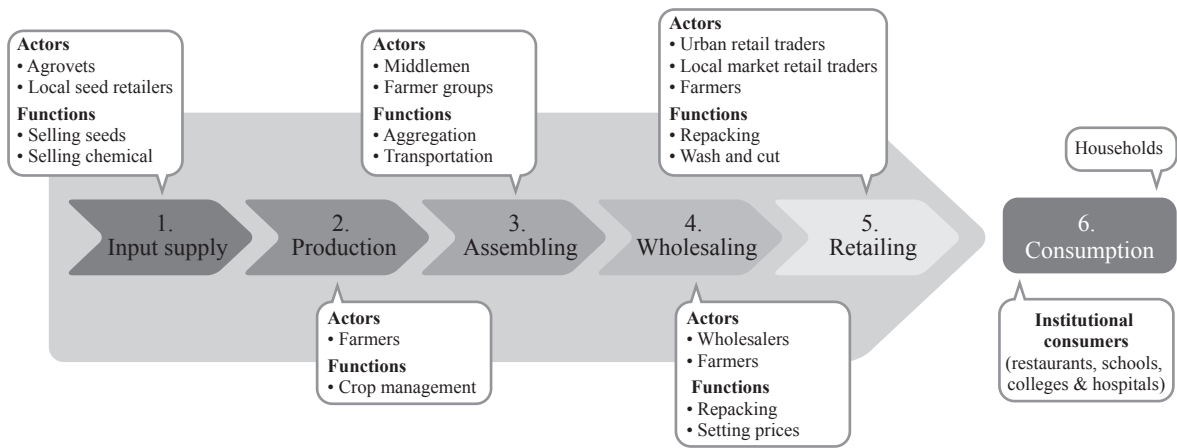 Actors
• Agrovets
• Local seed retailers
Functions
• Selling seeds
• Selling chemical
Actors
• Middlemen
• Farmer groups
Functions
• Aggregation
• Transportation
Actors
• Urban retail traders
• Local market retail traders
• Farmers
Functions
• Repacking
• Wash and cut
Households
1.
Input supply
2.
Production
3.
Assembling
4.
Wholesaling
5.
Retailing
6.
Consumption
Actors
• Farmers
Functions
• Crop management
Actors
• Wholesalers
• Farmers
Functions
• Repacking
• Setting prices
Institutional
consumers
(restaurants, schools,
colleges & hospitals)